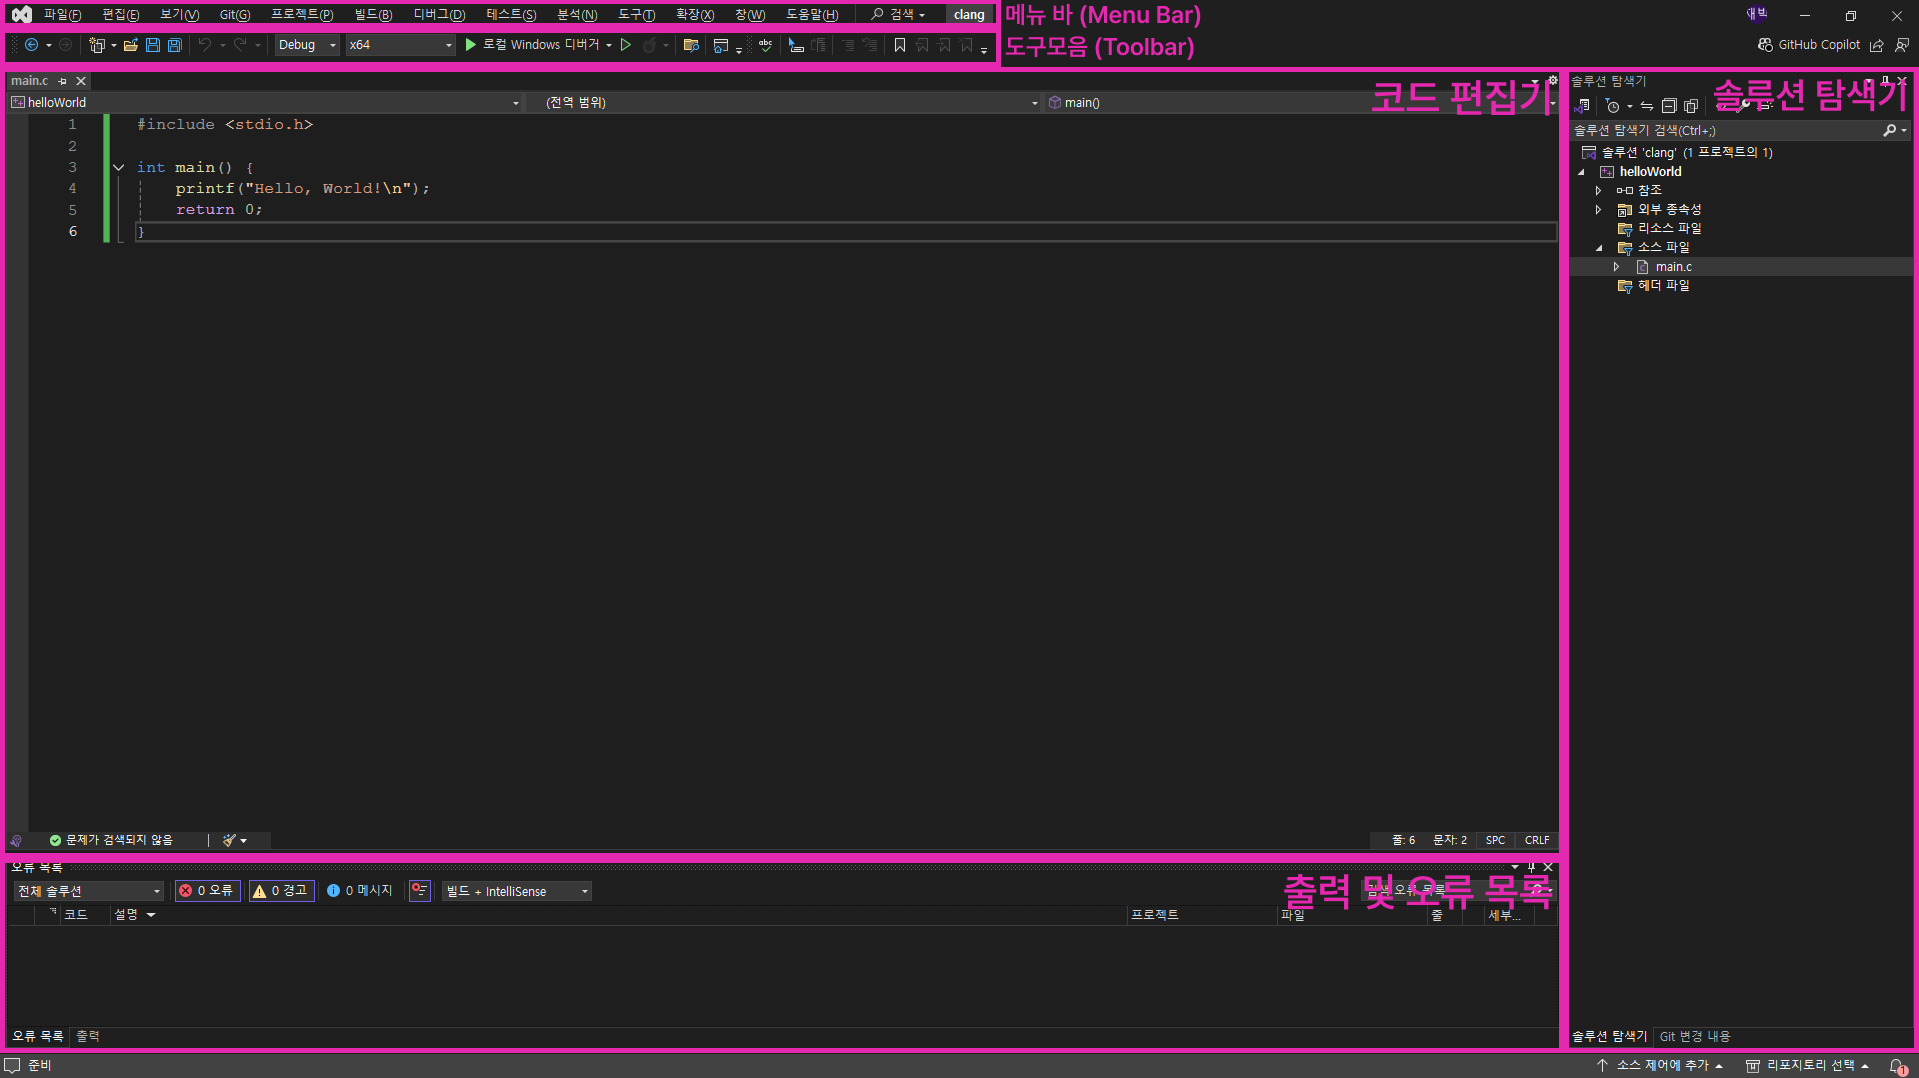 파일(F) 편집(E) 보기(V) Git(G) 프로젝트(P) 빌드(B) 디버그(D) 테스트(S) 분석(N) 도구(T) 확장(X) 창(W) 도움말(H) 검색 clang 메뉴 바 (Menu Bar) 새벽
Debug x64 로컬 Windows 디버거 abc 도구모음 (Toolbar) GitHub Copilot
main.c
helloWorld (전역 범위) main() 코드 편집기
1 #include <stdio.h>
2
3 int main() {
4 printf("Hello, World!\n");
5 return 0;
6 }
문제가 검색되지 않음 줄: 6 문자: 2 SPC CRLF
솔루션 탐색기
솔루션 탐색기
솔루션 탐색기 검색(Ctrl+;)
솔루션 'clang' (1 프로젝트의 1)
helloWorld
참조
외부 종속성
리소스 파일
소스 파일
main.c
헤더 파일
오류 목록
전체 솔루션 0 오류 0 경고 0 메시지 빌드 + IntelliSense 검색 오류 목록
출력 및 오류 목록
코드 설명 프로젝트 파일 줄 세부...
오류 목록 출력
솔루션 탐색기 Git 변경 내용
준비 소스 제어에 추가 리포지토리 선택 1